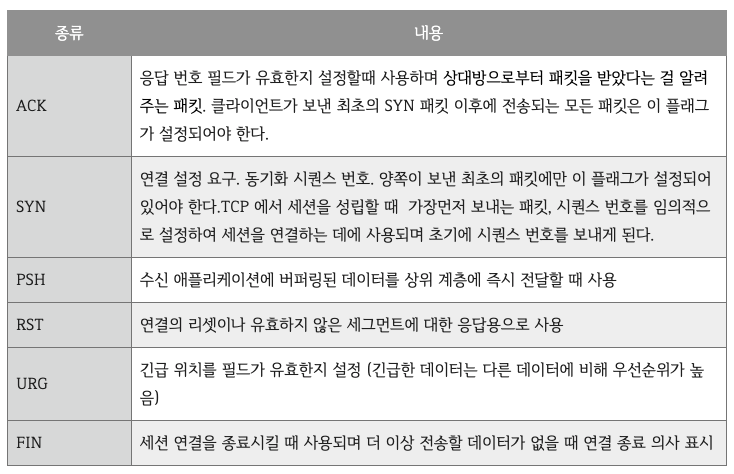 종류 내용
응답 번호 필드가 유효한지 설정할때 사용하며 상대방으로부터 패킷을 받았다는 걸 알려
ACK 주는 패킷. 클라이언트가 보낸 최초의 SYN 패킷 이후에 전송되는 모든 패킷은 이 플래그
가 설정되어야 한다.
연결 설정 요구. 동기화 시퀀스 번호. 양쪽이 보낸 최초의 패킷에만 이 플래그가 설정되어
SYN 있어야 한다.TCP 에서 세션을 성립할 때 가장먼저 보내는 패킷, 시퀀스 번호를 임의적으
로 설정하여 세션을 연결하는 데에 사용되며 초기에 시퀀스 번호를 보내게 된다.
PSH 수신 애플리케이션에 버퍼링된 데이터를 상위 계층에 즉시 전달할 때 사용
RST 연결의 리셋이나 유효하지 않은 세그먼트에 대한 응답용으로 사용
URG 긴급 위치를 필드가 유효한지 설정 (긴급한 데이터는 다른 데이터에 비해 우선순위가 높
음)
FIN 세션 연결을 종료시킬 때 사용되며 더 이상 전송할 데이터가 없을 때 연결 종료 의사 표시